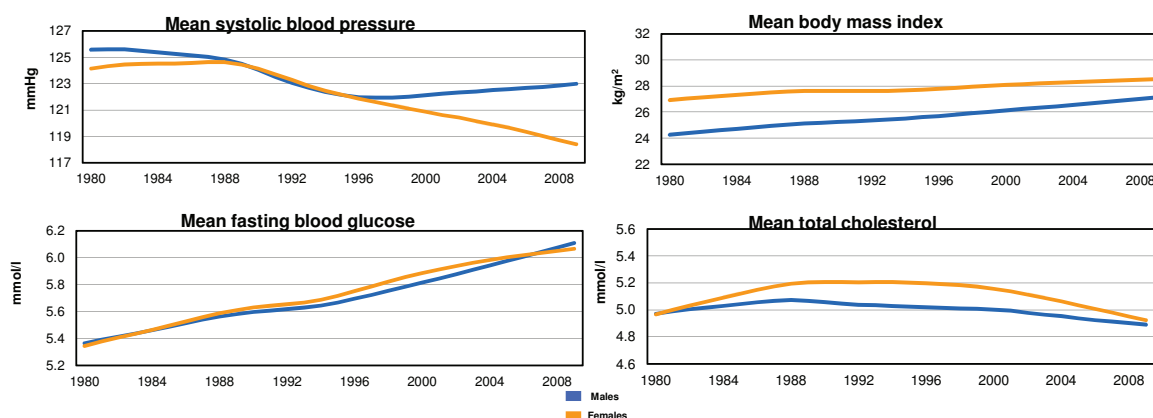 Mean systolic blood pressure
127
125
123
121
119
117
mmHg
1980 1984 1988 1992 1996 2000 2004 2008
Mean body mass index
32
30
28
26
24
22
kg/m²
1980 1984 1988 1992 1996 2000 2004 2008
Mean fasting blood glucose
6.2
6.0
5.8
5.6
5.4
5.2
mmol/l
1980 1984 1988 1992 1996 2000 2004 2008
Mean total cholesterol
5.6
5.4
5.2
5.0
4.8
4.6
mmol/l
1980 1984 1988 1992 1996 2000 2004 2008
Males
Females